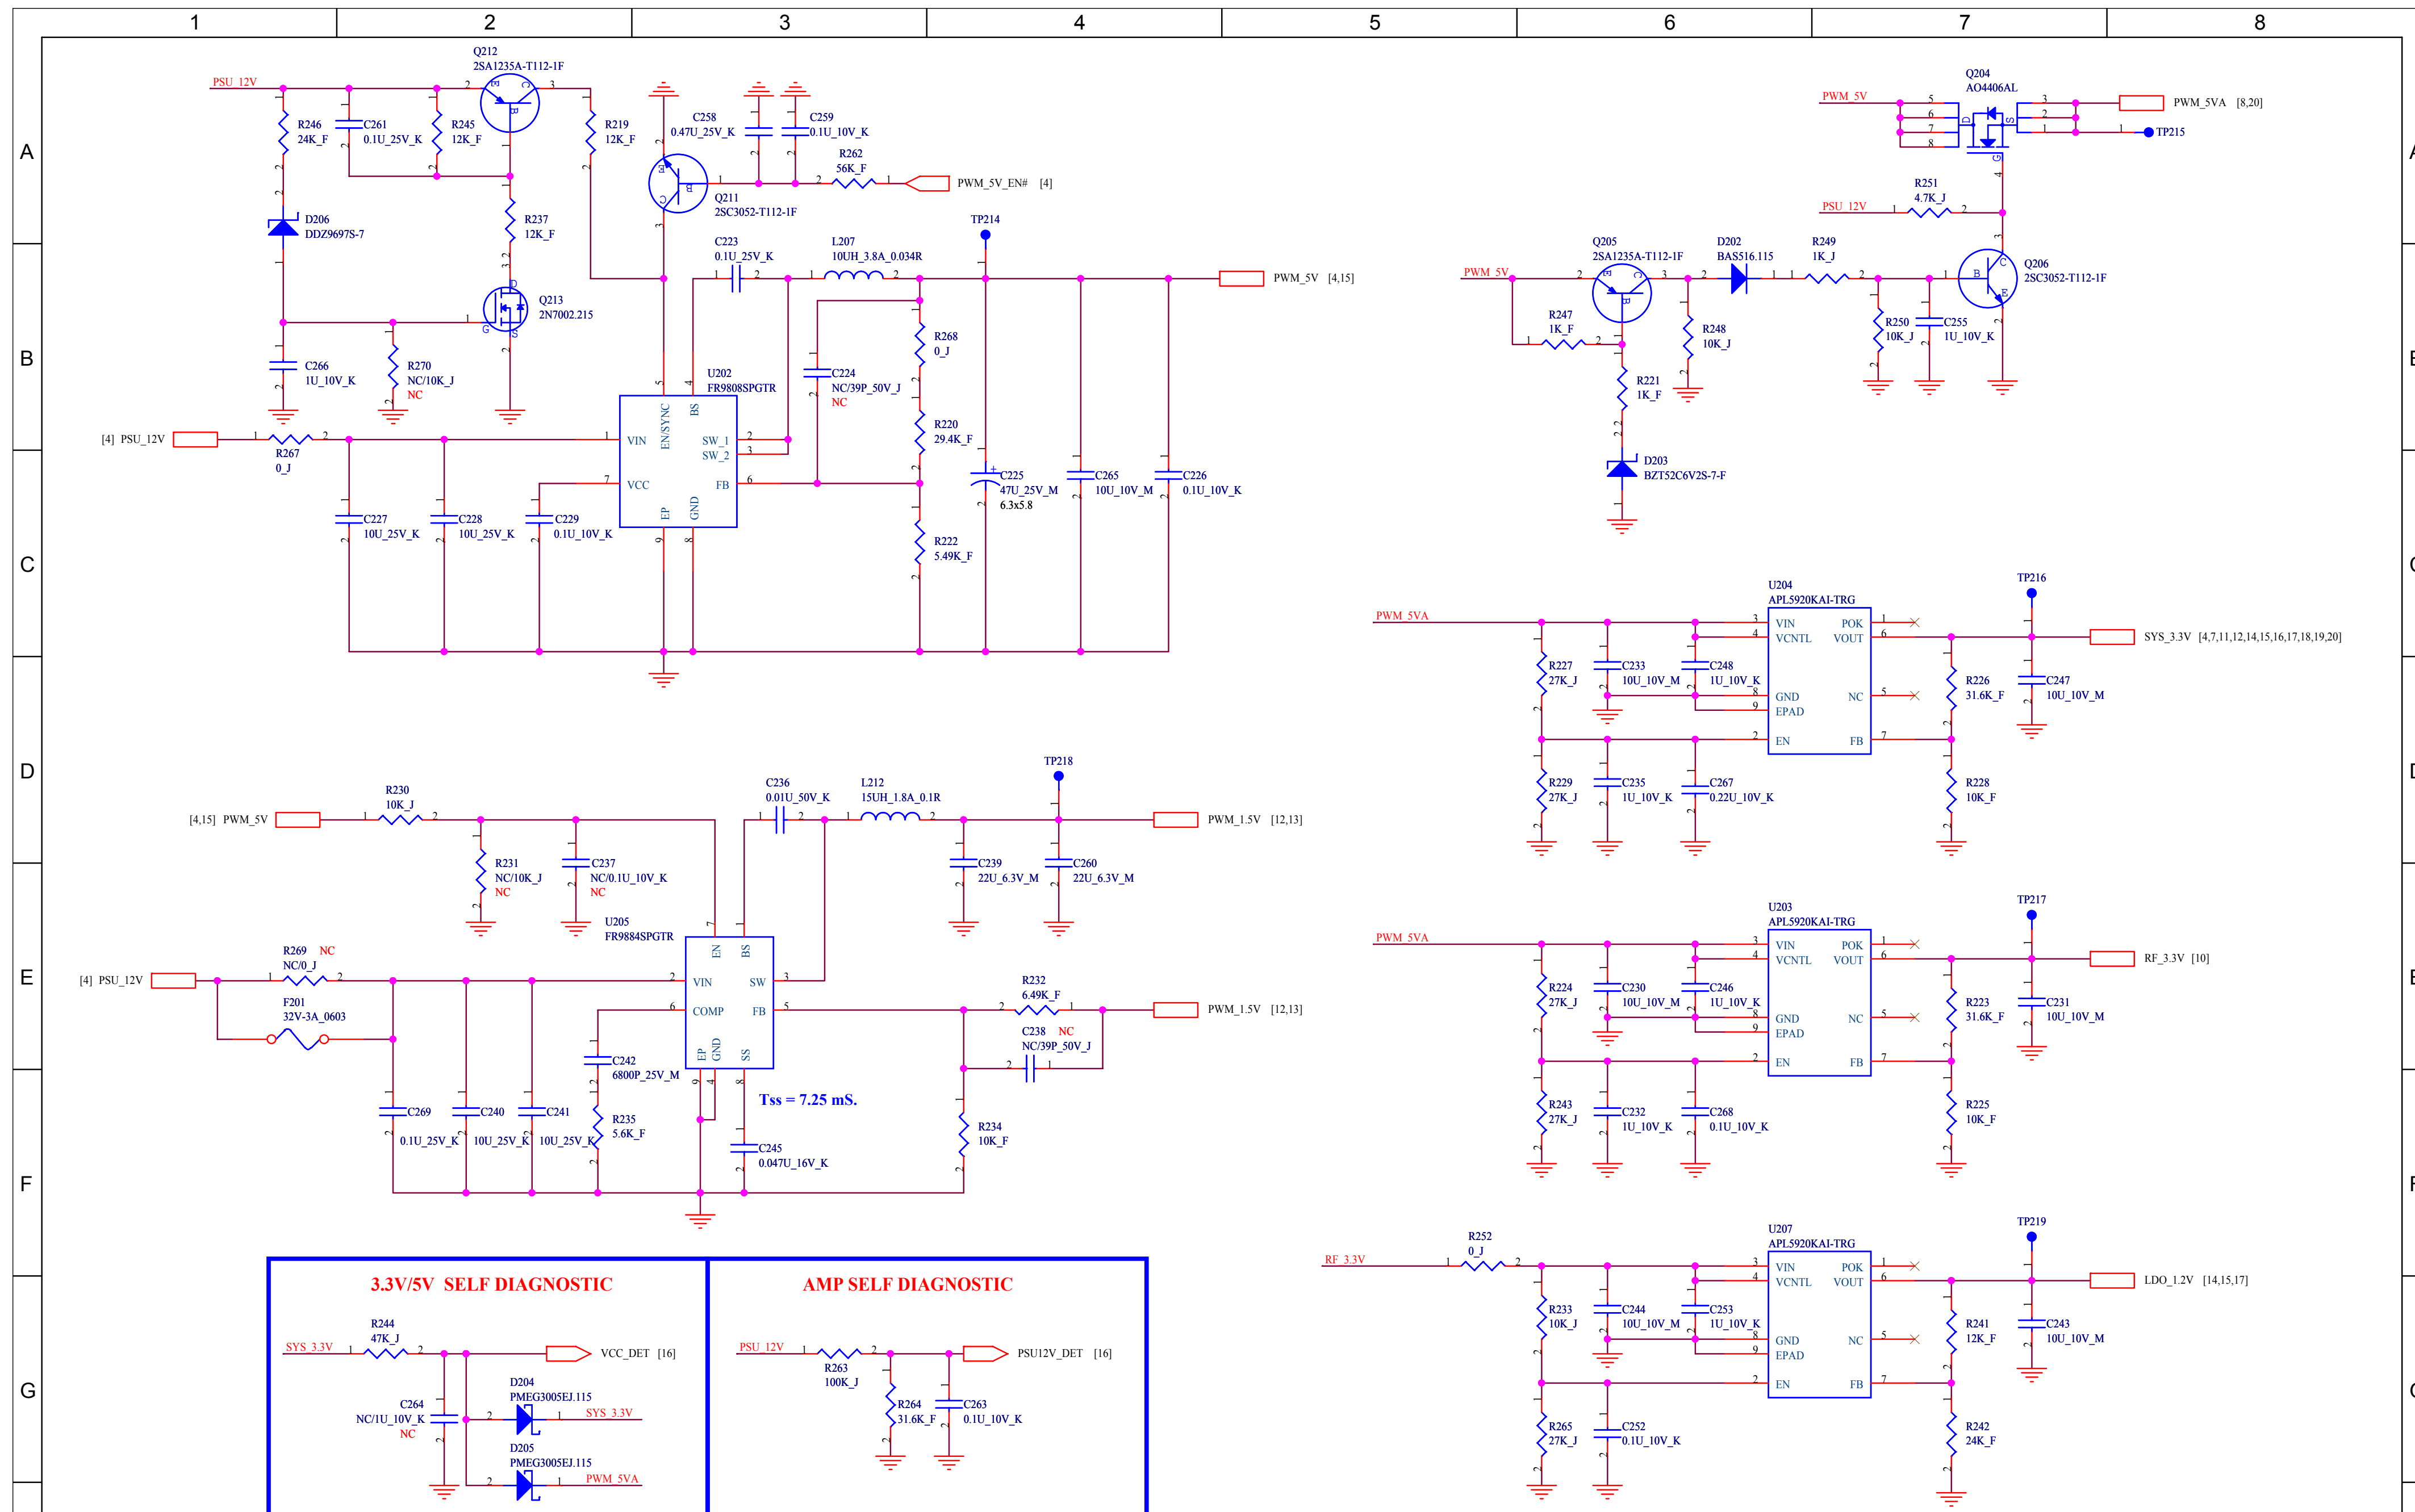 1 2 3 4 5 6 7 8
A
B
C
D
E
F
G
PSU_12V
Q212
2SA1235A-T112-1F
R246
24K_F
C261
0.1U_25V_K
R245
12K_F
R219
12K_F
C258
0.47U_25V_K
C259
0.1U_10V_K
R262
56K_F
PWM_5V_EN# [4]
Q211
2SC3052-T112-1F
D206
DDZ9697S-7
R237
12K_F
Q213
2N7002.215
C266
1U_10V_K
R270
NC/10K_J
NC
C223
0.1U_25V_K
L207
10UH_3.8A_0.034R
TP214
PWM_5V [4,15]
R268
0_J
C224
NC/39P_50V_J
NC
U202
FR9808SPGTR
VIN
EN/SYNC
BS
SW_1
SW_2
VCC
FB
EP
GND
[4] PSU_12V
R267
0_J
C227
10U_25V_K
C228
10U_25V_K
C229
0.1U_10V_K
R220
29.4K_F
R222
5.49K_F
C225
47U_25V_M
6.3x5.8
C265
10U_10V_M
C226
0.1U_10V_K
PWM_5V
Q204
AO4406AL
PWM_5VA [8,20]
TP215
PSU_12V
R251
4.7K_J
PWM_5V
Q205
2SA1235A-T112-1F
D202
BAS516.115
R249
1K_J
Q206
2SC3052-T112-1F
R247
1K_F
R248
10K_J
R250
10K_J
C255
1U_10V_K
R221
1K_F
D203
BZT52C6V2S-7-F
PWM_5VA
U204
APL5920KAI-TRG
VIN
VCNTL
GND
EPAD
EN
POK
VOUT
NC
FB
TP216
SYS_3.3V [4,7,11,12,14,15,16,17,18,19,20]
R227
27K_J
C233
10U_10V_M
C248
1U_10V_K
R226
31.6K_F
C247
10U_10V_M
R229
27K_J
C235
1U_10V_K
C267
0.22U_10V_K
R228
10K_F
[4,15] PWM_5V
R230
10K_J
R231
NC/10K_J
NC
C237
NC/0.1U_10V_K
NC
C236
0.01U_50V_K
L212
15UH_1.8A_0.1R
TP218
PWM_1.5V [12,13]
C239
22U_6.3V_M
C260
22U_6.3V_M
U205
FR9884SPGTR
EN
BS
VIN
SW
COMP
FB
EP
GND
SS
[4] PSU_12V
R269 NC
NC/0_J
F201
32V-3A_0603
R232
6.49K_F
PWM_1.5V [12,13]
C238 NC
NC/39P_50V_J
C242
6800P_25V_M
R235
5.6K_F
C269
0.1U_25V_K
C240
10U_25V_K
C241
10U_25V_K
Tss = 7.25 mS.
C245
0.047U_16V_K
R234
10K_F
PWM_5VA
U203
APL5920KAI-TRG
VIN
VCNTL
GND
EPAD
EN
POK
VOUT
NC
FB
TP217
RF_3.3V [10]
R224
27K_J
C230
10U_10V_M
C246
1U_10V_K
R223
31.6K_F
C231
10U_10V_M
R243
27K_J
C232
1U_10V_K
C268
0.1U_10V_K
R225
10K_F
RF_3.3V
R252
0_J
U207
APL5920KAI-TRG
VIN
VCNTL
GND
EPAD
EN
POK
VOUT
NC
FB
TP219
LDO_1.2V [14,15,17]
R233
10K_J
C244
10U_10V_M
C253
1U_10V_K
R241
12K_F
C243
10U_10V_M
R265
27K_J
C252
0.1U_10V_K
R242
24K_F
3.3V/5V SELF DIAGNOSTIC
SYS_3.3V
R244
47K_J
VCC_DET [16]
C264
NC/1U_10V_K
NC
D204
PMEG3005EJ.115
SYS_3.3V
D205
PMEG3005EJ.115
PWM_5VA
AMP SELF DIAGNOSTIC
PSU_12V
R263
100K_J
PSU12V_DET [16]
R264
31.6K_F
C263
0.1U_10V_K